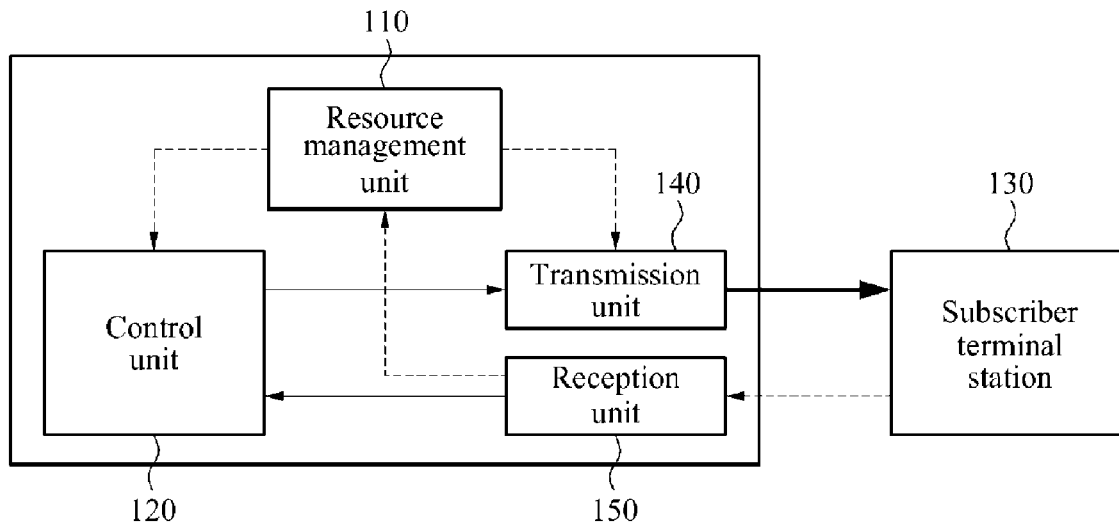 110
Resource
management
unit
140
130
Control
unit
Transmission
unit
Subscriber
terminal
station
Reception
unit
120
150